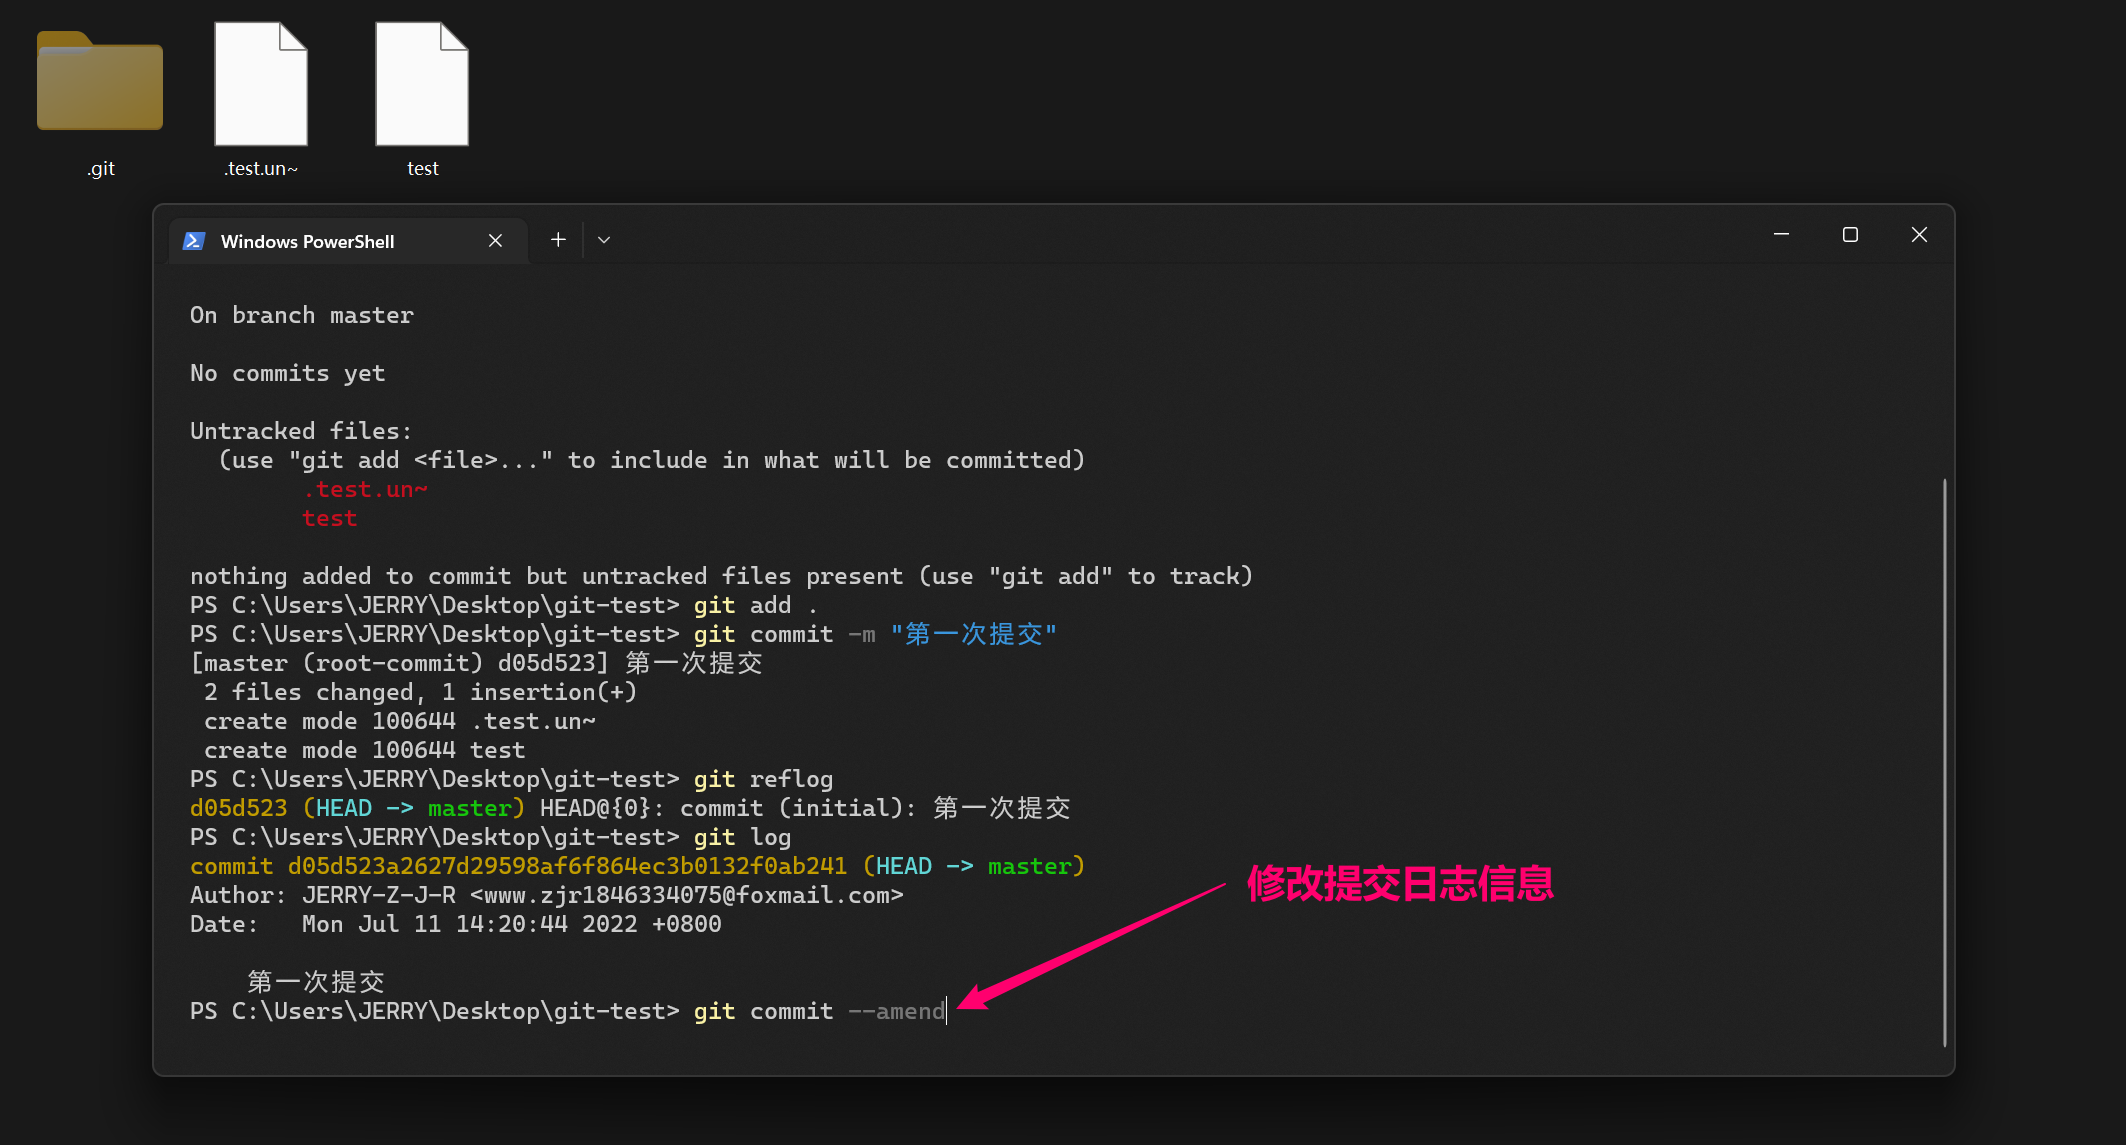 .git
.test.un~
test
Windows PowerShell
On branch master
No commits yet
Untracked files:
(use "git add <file>..." to include in what will be committed)
.test.un~
test
nothing added to commit but untracked files present (use "git add" to track)
PS C:\Users\JERRY\Desktop\git-test> git add .
PS C:\Users\JERRY\Desktop\git-test> git commit -m "第一次提交"
[master (root-commit) d05d523] 第一次提交
2 files changed, 1 insertion(+)
create mode 100644 .test.un~
create mode 100644 test
PS C:\Users\JERRY\Desktop\git-test> git reflog
d05d523 (HEAD -> master) HEAD@{0}: commit (initial): 第一次提交
PS C:\Users\JERRY\Desktop\git-test> git log
commit d05d523a2627d29598af6f864ec3b0132f0ab241 (HEAD -> master)
Author: JERRY-Z-J-R <www.zjr1846334075@foxmail.com>
Date:   Mon Jul 11 14:20:44 2022 +0800
第一次提交
PS C:\Users\JERRY\Desktop\git-test> git commit --amend
修改提交日志信息